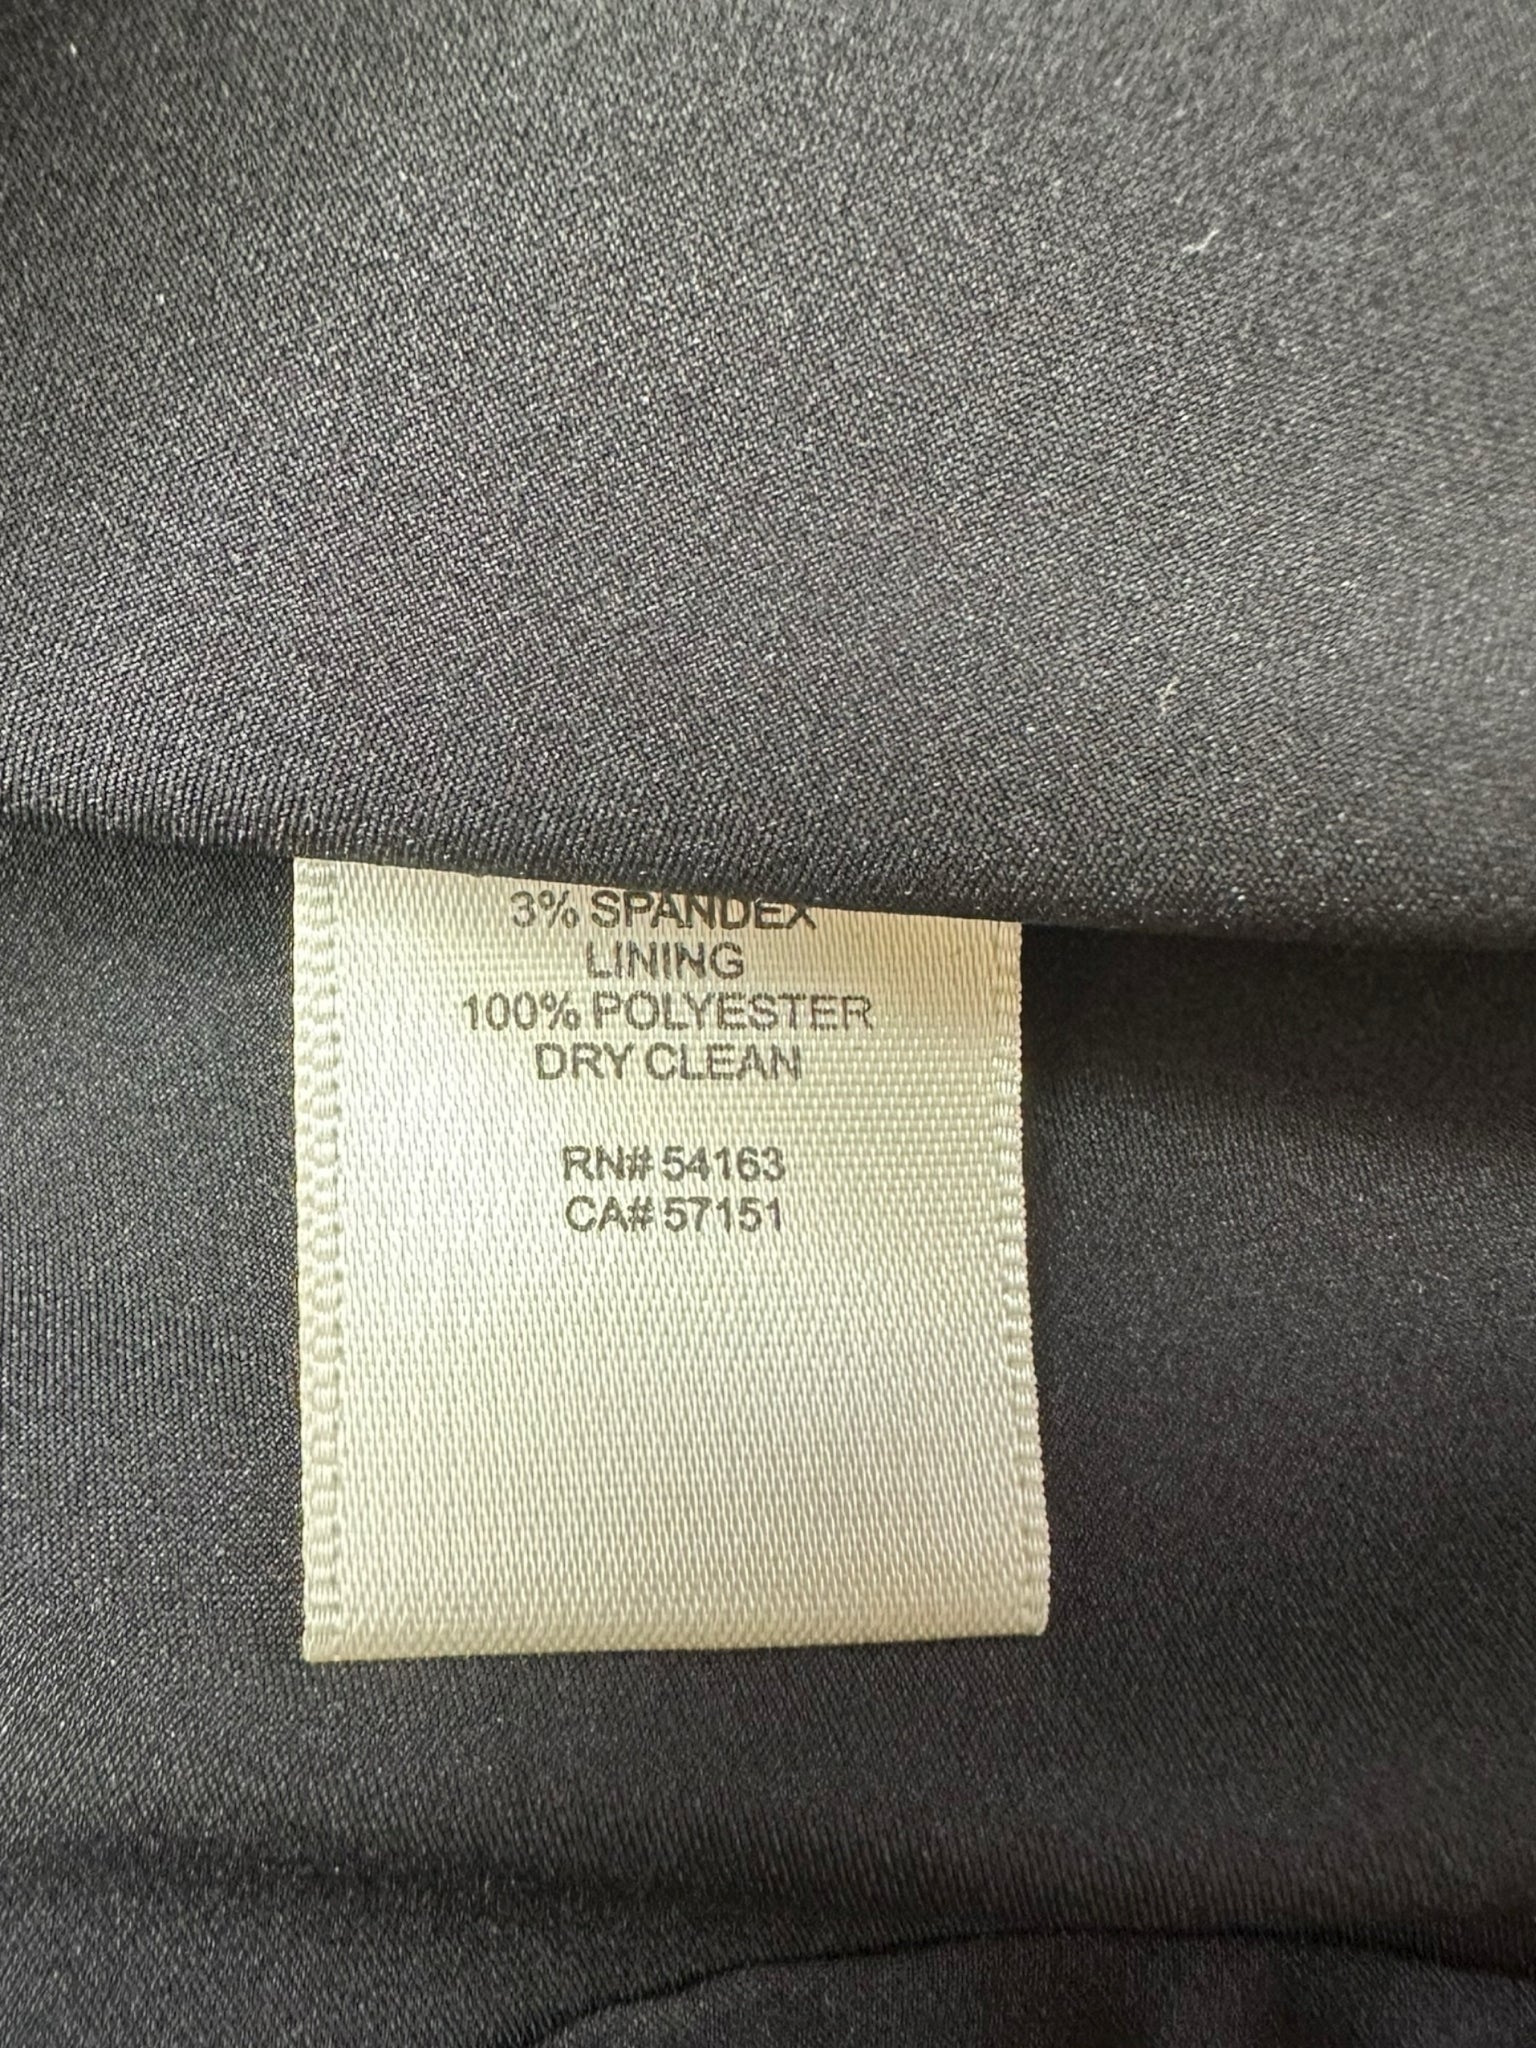 3% SPANDEX
LINING
100% POLYESTER
DRY CLEAN
RN# 54163
CA# 57151